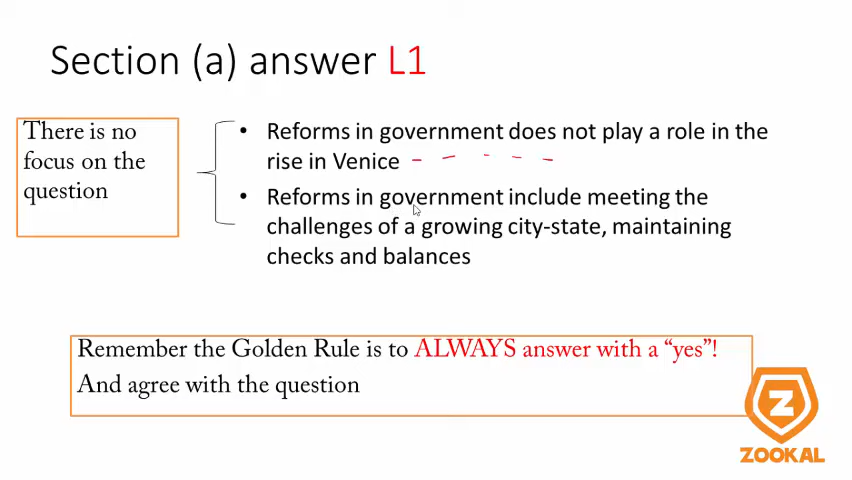 Section (a) answer L1
There is no
focus on the
question
• Reforms in government does not play a role in the
rise in Venice
• Reforms in government include meeting the
challenges of a growing city-state, maintaining
checks and balances
Remember the Golden Rule is to ALWAYS answer with a “yes”!
And agree with the question
Z
ZOOKAL